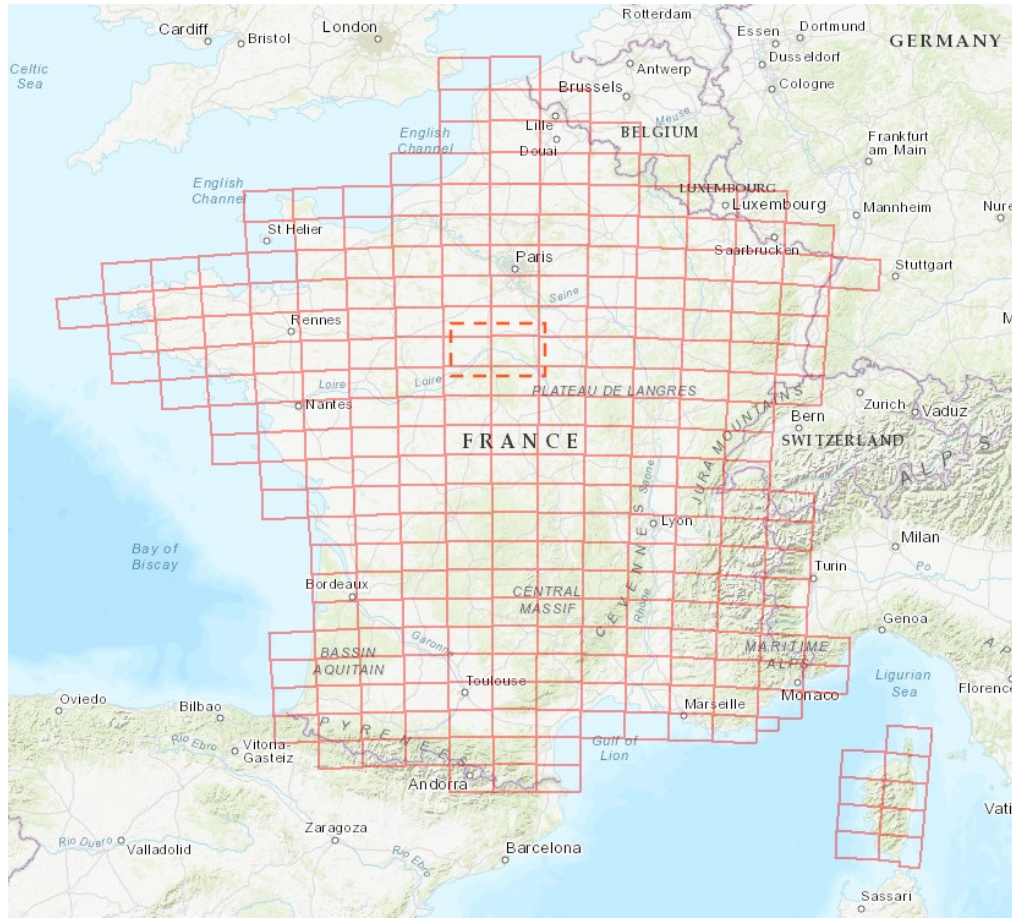 Cardiff
Bristol
London
Rotterdam
Essen
Dortmund
GERMANY
Celtic
Sea
Antwerp
Dusseldorf
Brussels
Cologne
Lille
Meuse
English
Channel
BELGIUM
Douai
Frankfurt
am Main
English
Channel
LUXEMBOURG
Luxembourg
Mannheim
Nure
St Helier
Saarbrucken
Paris
Stuttgart
Seine
Rennes
M
Loire
Loire
PLATEAU DE LANGRES
Nantes
Zurich
Vaduz
Bern
FRANCE
SWITZERLAND
JURA MOUNTAINS
ALPS
Saone
Lyon
Bay of
Biscay
Milan
Turin
Po
Bordeaux
CENTRAL
MASSIF
CEVENNES
Rhone
Genoa
Garonne
BASSIN
AQUITAIN
MARITIME
ALPS
AP
Ligurian
Sea
Toulouse
Monaco
Florence
Oviedo
Bilbao
Marseille
PYRENEES
Rio Ebro
Vitoria-
Gasteiz
Gulf of
Lion
Andorra
Vati
Zaragoza
Rio Duero
Valladolid
Rio Ebro
Barcelona
Sassari